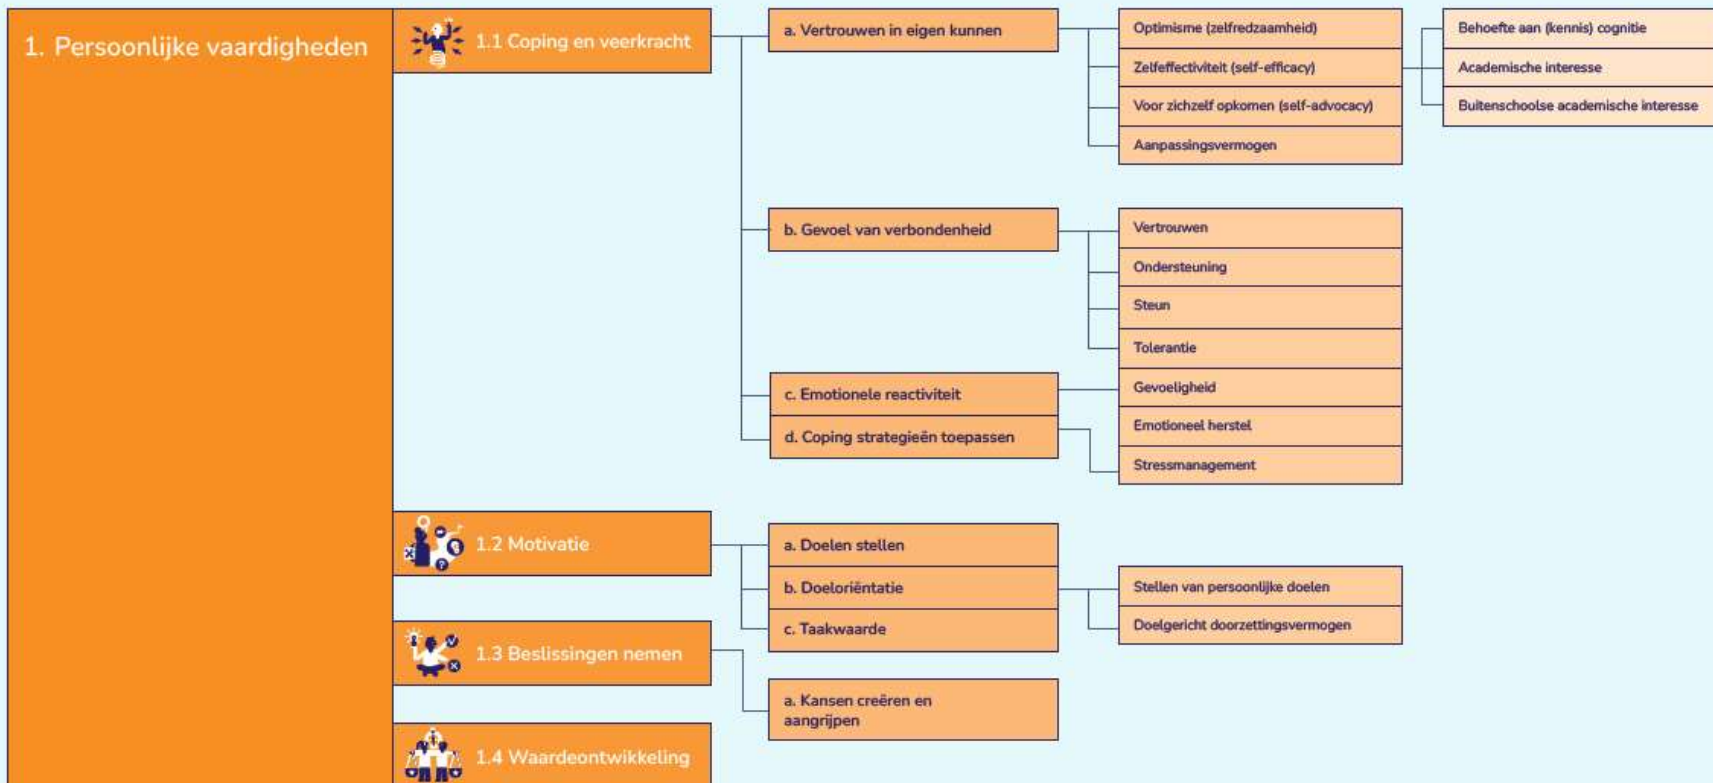 1. Persoonlijke vaardigheden
1.1 Coping en veerkracht
a. Vertrouwen in eigen kunnen
Optimisme (zelfredzaamheid)
Zelfeffectiviteit (self-efficacy)
Voor zichzelf opkomen (self-advocacy)
Aanpassingsvermogen
Behoefte aan (kennis) cognitie
Academische interesse
Buitenschoolse academische interesse
b. Gevoel van verbondenheid
Vertrouwen
Ondersteuning
Steun
Tolerantie
c. Emotionele reactiviteit
Gevoeligheid
Emotioneel herstel
d. Coping strategieën toepassen
Stressmanagement
1.2 Motivatie
a. Doelen stellen
b. Doeloriëntatie
c. Taakwaarde
Stellen van persoonlijke doelen
Doelgericht doorzettingsvermogen
1.3 Beslissingen nemen
a. Kansen creëren en
aangrijpen
1.4 Waardeontwikkeling